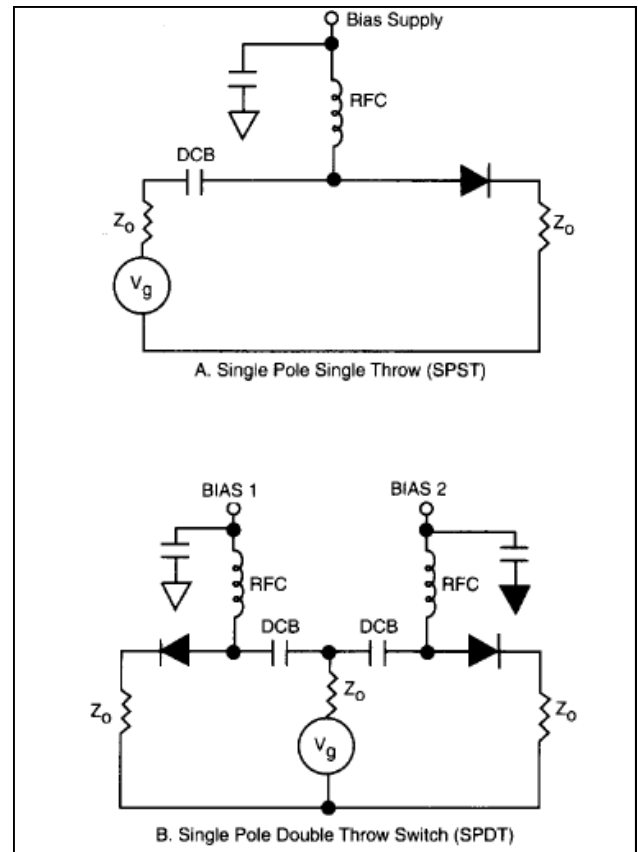 Bias Supply
RFC
DCB
Zo
Vg
Zo
A. Single Pole Single Throw (SPST)
BIAS 1
BIAS 2
RFC
RFC
DCB
DCB
Zo
Zo
Zo
Vg
B. Single Pole Double Throw Switch (SPDT)